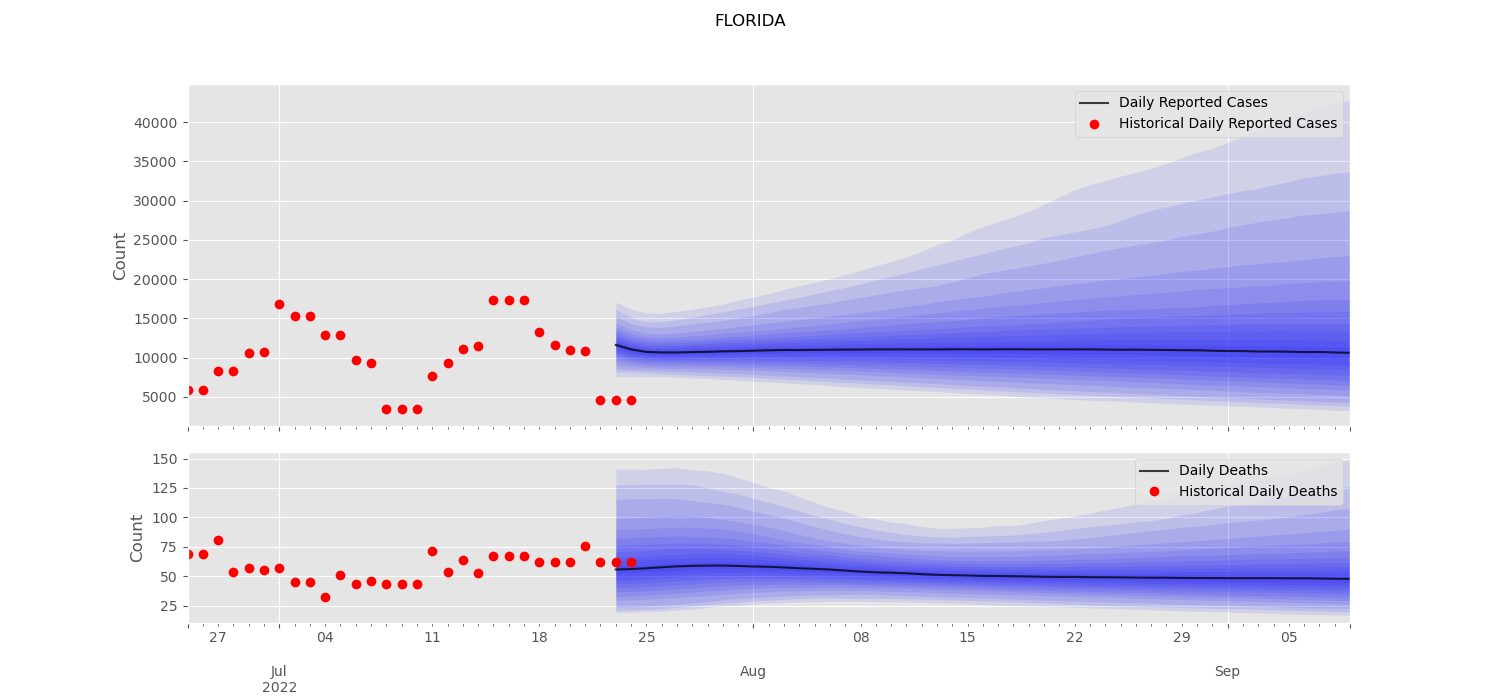 FLORIDA
Daily Reported Cases
Historical Daily Reported Cases
Count
40000
35000
30000
25000
20000
15000
10000
5000
Daily Deaths
Historical Daily Deaths
Count
150
125
100
75
50
25
27 04 11 18 25 08 15 22 29 05
Jul Aug Sep
2022